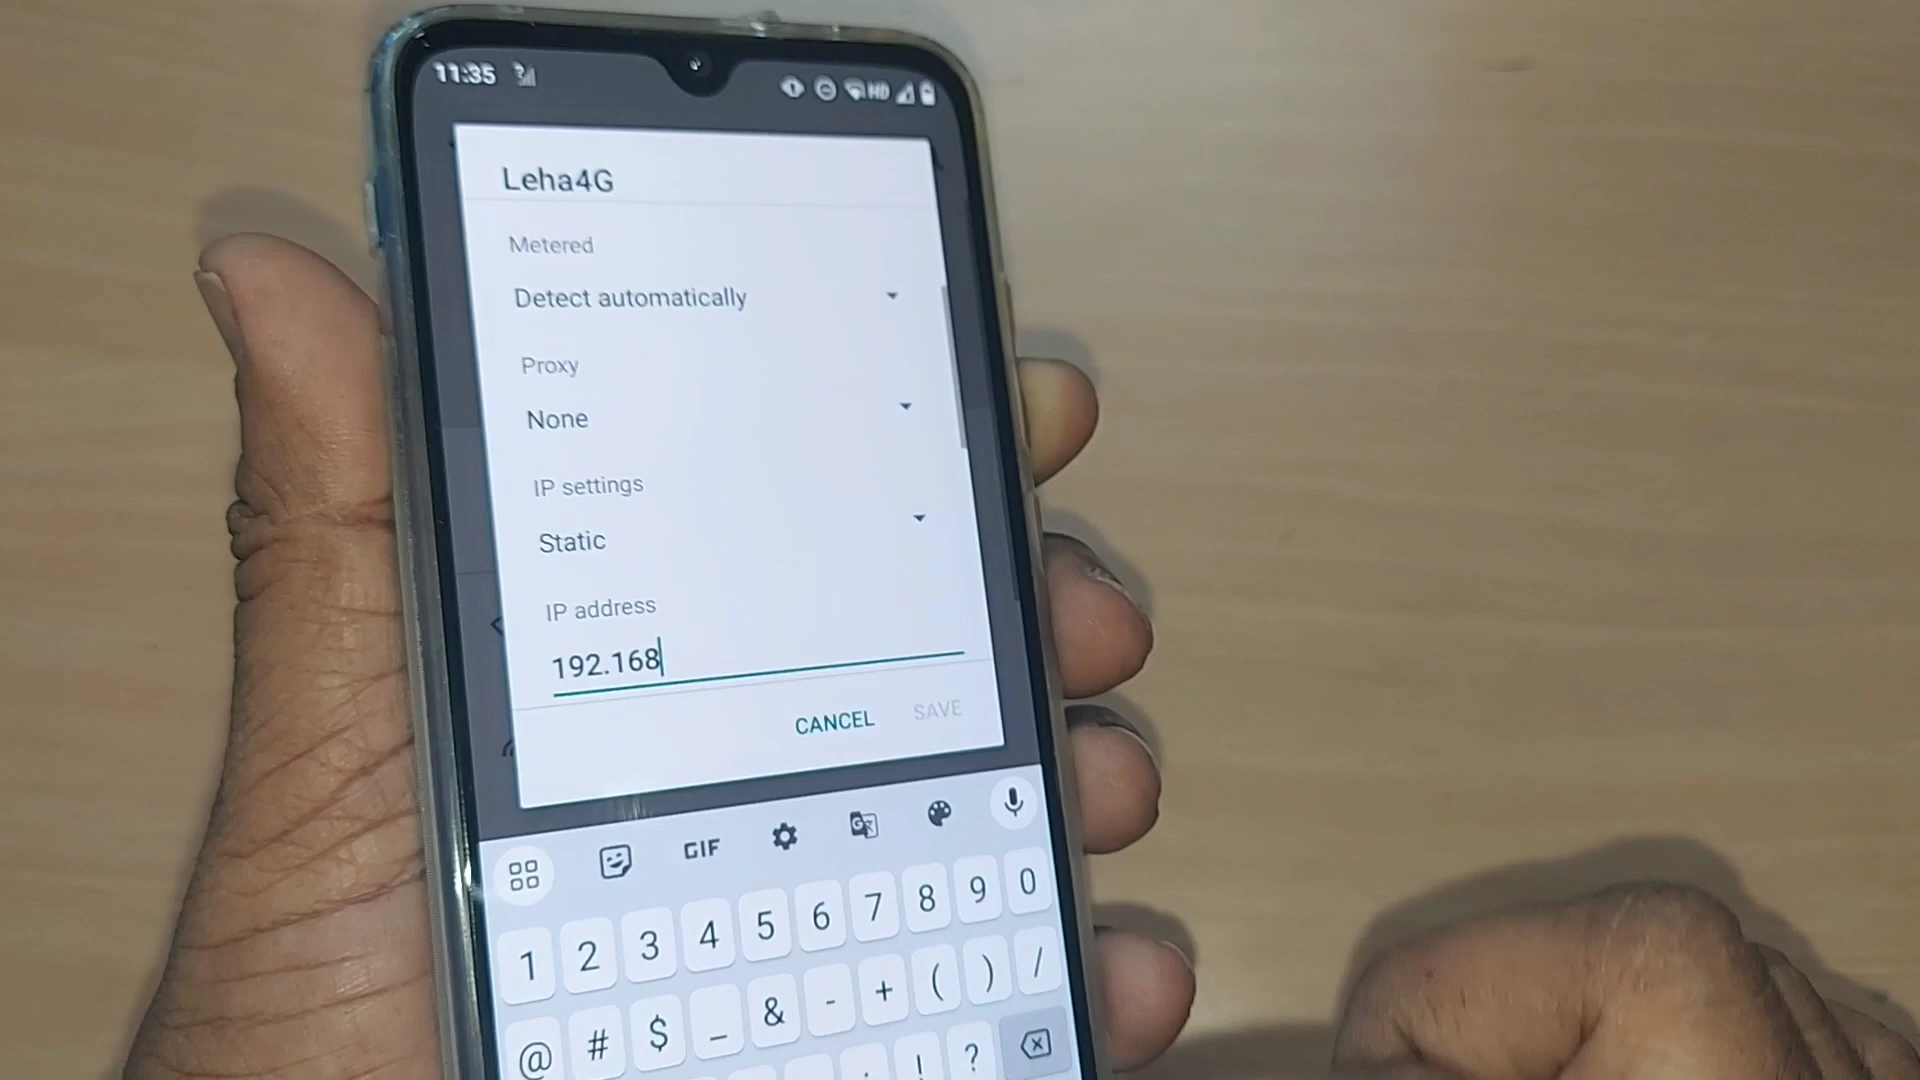 11:35
HD
Leha4G
Metered
Detect automatically
Proxy
None
IP settings
Static
IP address
192.168
CANCEL SAVE
GIF
1 2 3 4 5 6 7 8 9 0
@ # $ _ & - + ( ) /
! ?